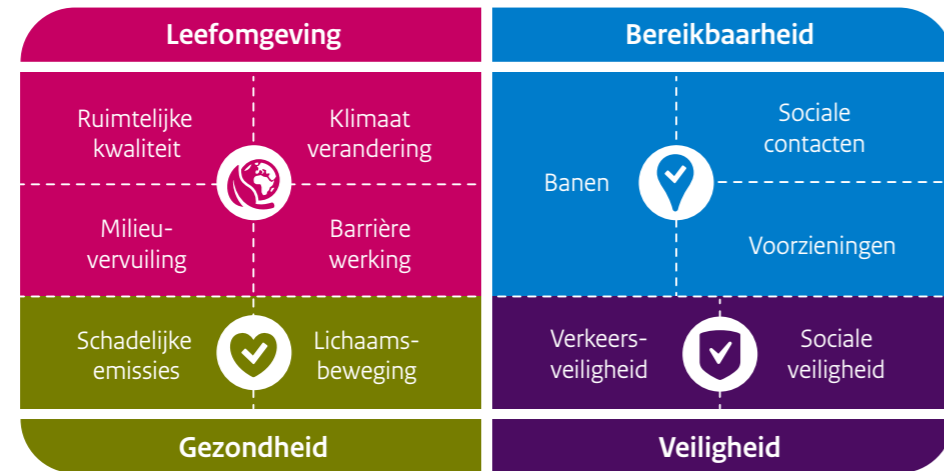 Leefomgeving
Ruimtelijke
kwaliteit
Klimaat
verandering
Milieu-
vervuiling
Barrière
werking
Schadelijke
emissies
Lichaams-
beweging
Gezondheid
Bereikbaarheid
Banen
Sociale
contacten
Voorzieningen
Verkeers-
veiligheid
Sociale
veiligheid
Veiligheid